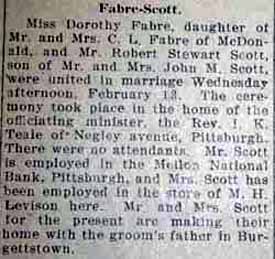 Fabre-Scott.
Miss Dorothy Fabre, daughter of
Mr. and Mrs. C. L. Fabre of McDon-
ald, and Mr. Robert Stewart Scott,
son of Mr. and Mrs. John M. Scott,
were united in marriage Wednesday
afternoon, February 13. The cere-
mony took place in the home of the
officiating minister, the Rev. J. K.
Teale of Negley avenue, Pittsburgh.
There were no attendants. Mr. Scott
is employed in the Mellon National
Bank, Pittsburgh, and Mrs. Scott has
been employed in the store of M. H.
Levison here. Mr. and Mrs. Scott
for the present are making their
home with the groom's father in Bur-
gettstown.